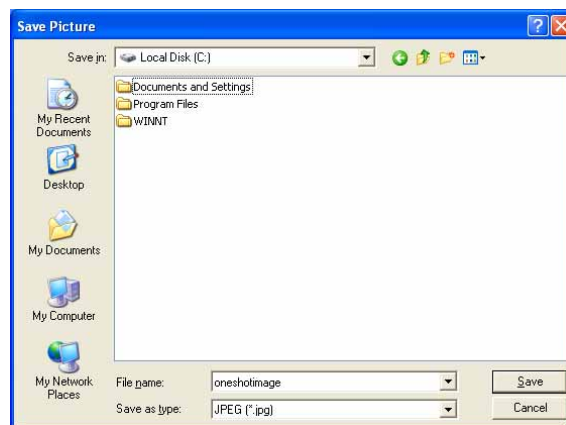 Save Picture
Save in: Local Disk (C:)
My Recent
Documents
Desktop
My Documents
My Computer
My Network
Places
Documents and Settings
Program Files
WINNT
File name: oneshotimage Save
Save as type: JPEG (*.jpg) Cancel